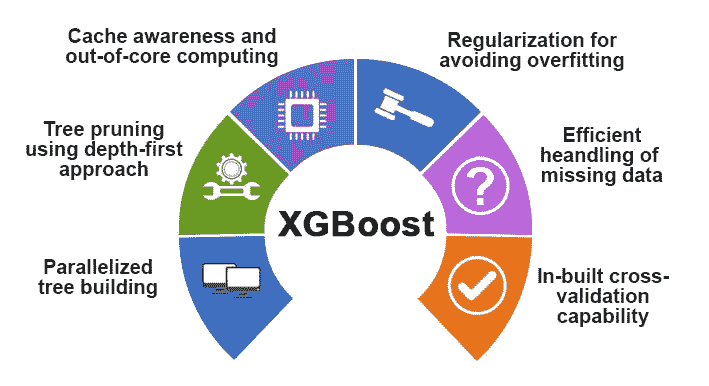 Cache awareness and
out-of-core computing
Regularization for
avoiding overfitting
Tree pruning
using depth-first
approach
Efficient
heandling of
missing data
XGBoost
Parallelized
tree building
In-built cross-
validation
capability
?